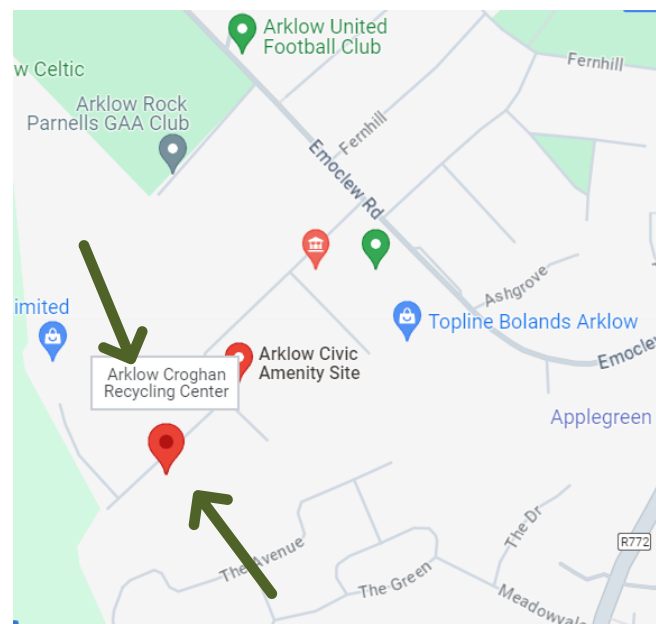 Arklow United
Football Club
Fernhill
w Celtic
Arklow Rock
Parnells GAA Club
Fernhill
Emoclew Rd
Ashgrove
imited
Topline Bolands Arklow
Arklow Civic
Amenity Site
Emocle
Arklow Croghan
Recycling Center
Applegreen
The Dr
R772
The Avenue
The Green
Meadowvale